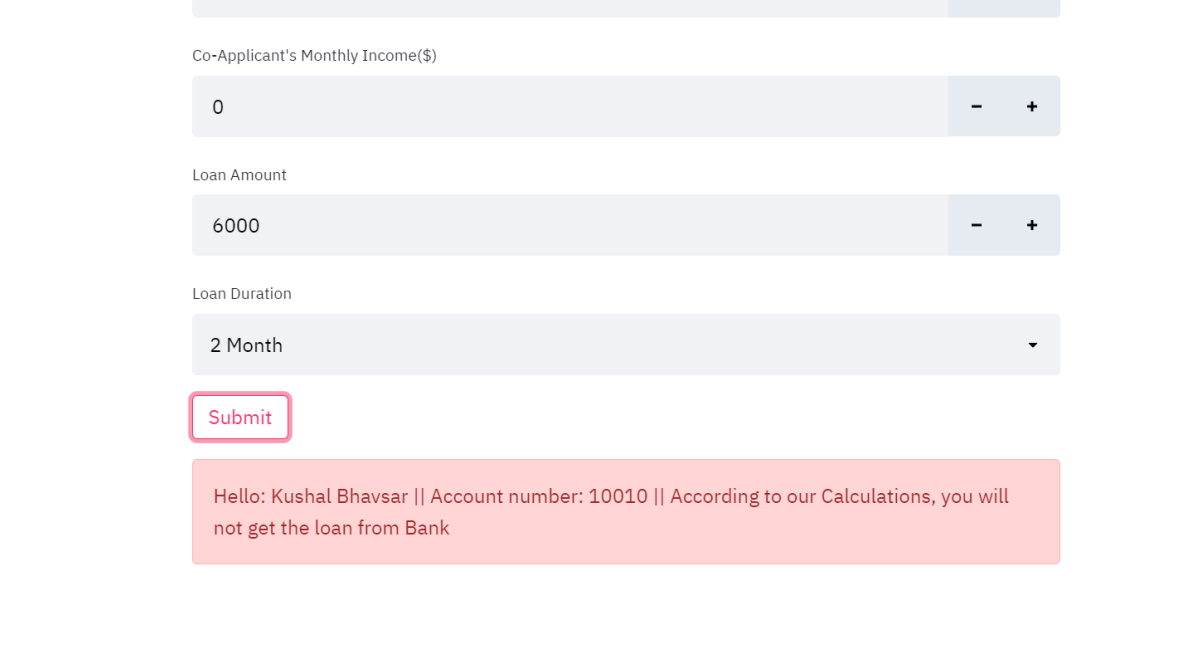 Co-Applicant's Monthly Income($)
0
Loan Amount
6000
Loan Duration
2 Month
Submit
Hello: Kushal Bhavsar || Account number: 10010 || According to our Calculations, you will
not get the loan from Bank